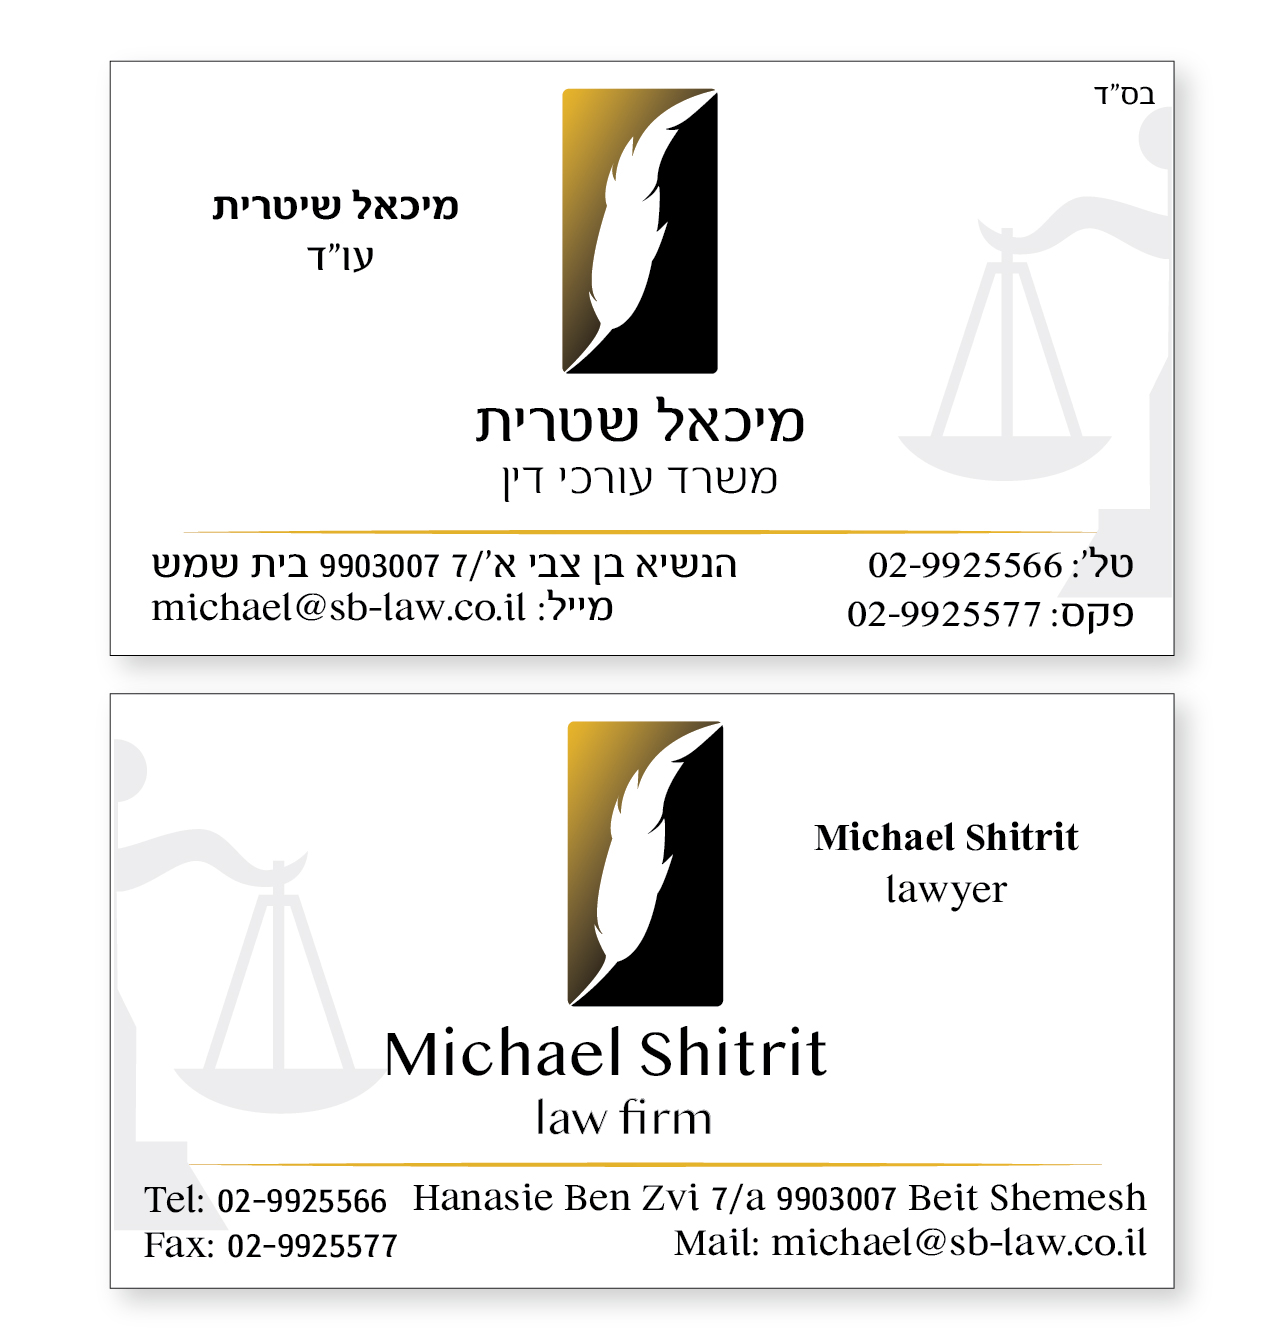 בס"ד
מיכאל שיטרית
עו"ד
מיכאל שטרית
משרד עורכי דין
טל': 02-9925566
פקס: 02-9925577
הנשיא בן צבי א'/7 9903007 בית שמש
מייל: michael@sb-law.co.il
Michael Shitrit
lawyer
Michael Shitrit
law firm
Tel: 02-9925566
Fax: 02-9925577
Hanasie Ben Zvi 7/a 9903007 Beit Shemesh
Mail: michael@sb-law.co.il